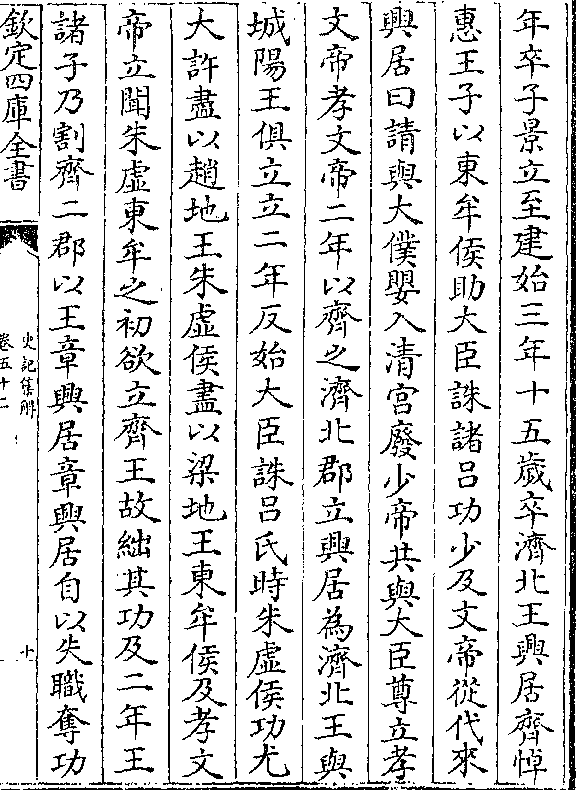 年卒子景立至建始三年十五歲卒濟北王興居齊悼
惠王子以東牟侯助大臣誅諸呂功少及文帝從代來
興居曰請與大僕嬰入清宮廢少帝共與大臣尊立孝
文帝孝文帝二年以齊之濟北郡立興居為濟北王與
城陽王俱立立二年反始大臣誅呂氏時朱虛侯功尤
大許盡以趙地王朱虛侯盡以梁地王東牟侯及孝文
帝立聞朱虛東牟之初欲立齊王故絀其功及二年王
諸子乃割齊二郡以王章興居章興居自以失職奪功
欽定四庫全書
史記集解
卷五十二
十